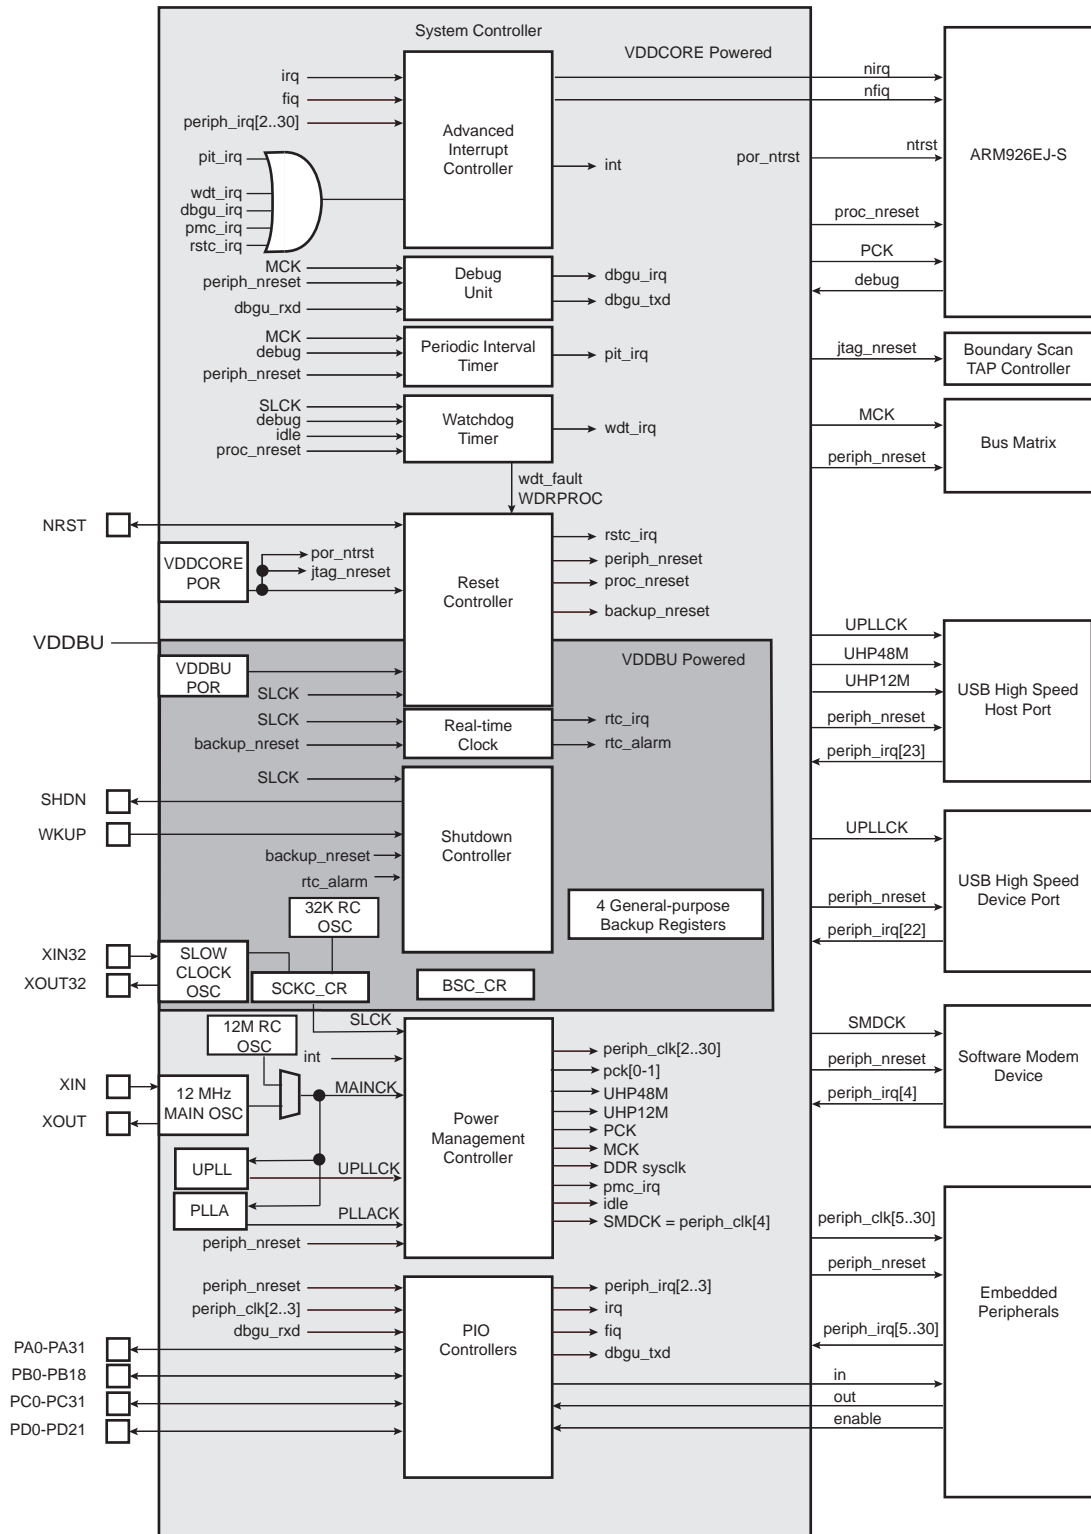 System Controller
VDDCORE Powered
irq
fiq
periph_irq[2..30]
pit_irq
wdt_irq
dbgu_irq
pmc_irq
rstc_irq
Advanced
Interrupt
Controller
int
nirq
nfiq
por_ntrst
ntrst
proc_nreset
PCK
debug
ARM926EJ-S
MCK
periph_nreset
dbgu_rxd
Debug
Unit
dbgu_irq
dbgu_txd
MCK
debug
periph_nreset
Periodic Interval
Timer
pit_irq
jtag_nreset
Boundary Scan
TAP Controller
SLCK
debug
idle
proc_nreset
Watchdog
Timer
wdt_irq
wdt_fault
WDRPROC
MCK
periph_nreset
Bus Matrix
NRST
VDDCORE
POR
por_ntrst
jtag_nreset
Reset
Controller
rstc_irq
periph_nreset
proc_nreset
backup_nreset
VDDBU
VDDBU Powered
VDDBU
POR
SLCK
SLCK
backup_nreset
Real-time
Clock
rtc_irq
rtc_alarm
UPLLCK
UHP48M
UHP12M
periph_nreset
periph_irq[23]
USB High Speed
Host Port
SLCK
SHDN
WKUP
backup_nreset
rtc_alarm
Shutdown
Controller
4 General-purpose
Backup Registers
UPLLCK
periph_nreset
periph_irq[22]
USB High Speed
Device Port
32K RC
OSC
XIN32
XOUT32
SLOW
CLOCK
OSC
SCKC_CR
BSC_CR
SLCK
12M RC
OSC
int
XIN
XOUT
12 MHz
MAIN OSC
MAINCK
UPLL
UPLLCK
PLLA
PLLACK
periph_nreset
Power
Management
Controller
periph_clk[2..30]
pck[0-1]
UHP48M
UHP12M
PCK
MCK
DDR sysclk
pmc_irq
idle
SMDCK = periph_clk[4]
SMDCK
periph_nreset
periph_irq[4]
Software Modem
Device
periph_nreset
periph_clk[2..3]
dbgu_rxd
PA0-PA31
PB0-PB18
PC0-PC31
PD0-PD21
PIO
Controllers
periph_irq[2..3]
irq
fiq
dbgu_txd
periph_clk[5..30]
periph_nreset
periph_irq[5..30]
in
out
enable
Embedded
Peripherals